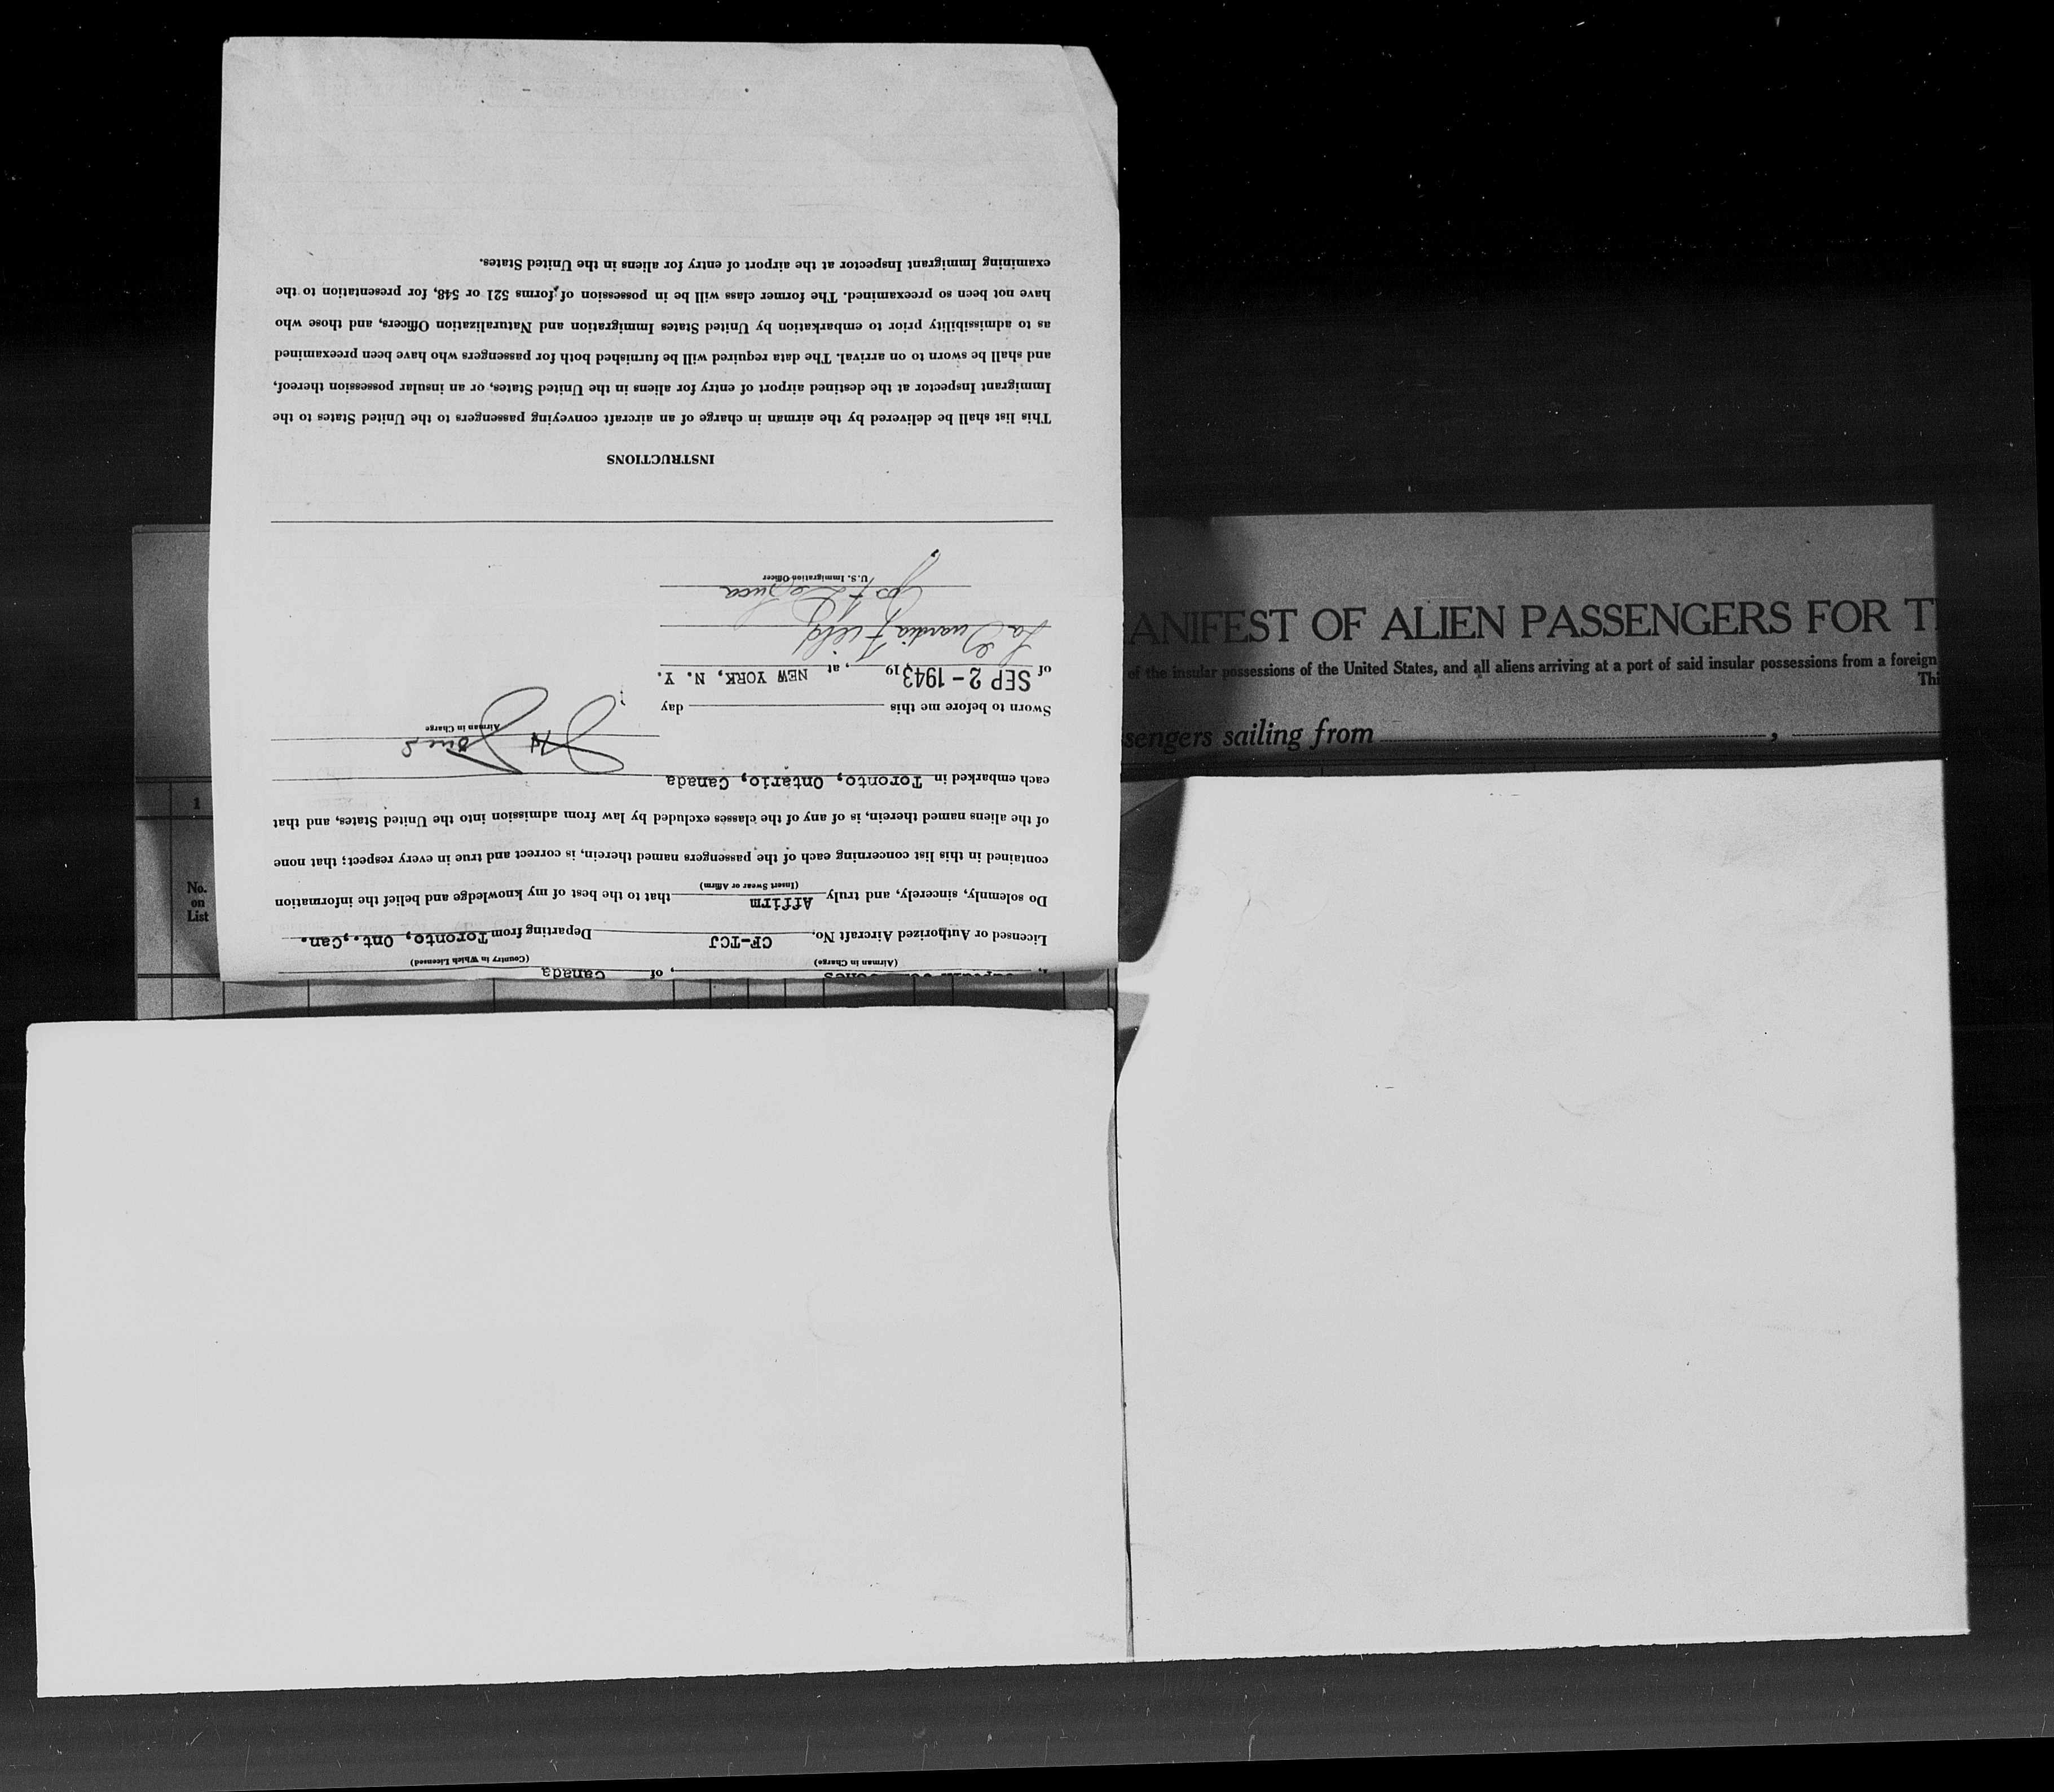 of Canada
(Airman in Charge) (Country in Which Licensed)
Licensed or Authorized Aircraft No. CF-TCJ Departing from Toronto, Ont.,Can.
Do solemnly, sincerely, and truly Affirm that to the best of my knowledge and belief the information
(Insert Swear or Affirm)
contained in this list concerning each of the passengers named therein, is correct and true in every respect; that none
of the aliens named therein, is of any of the classes excluded by law from admission into the United States, and that
each embarked in Toronto, Ontario, Canada
Jones
Airman in Charge
Sworn to before me this day
of SEP 2-1943 19 , at NEW YORK, N. Y.
La Guardia Field
U.S. Immigration Officer
INSTRUCTIONS
This list shall be delivered by the airman in charge of an aircraft conveying passengers to the United States to the
Immigrant Inspector at the destined airport of entry for aliens in the United States, or an insular possession thereof,
and shall be sworn to on arrival. The data required will be furnished both for passengers who have been preexamined
as to admissibility prior to embarkation by United States Immigration and Naturalization Officers, and those who
have not been so preexamined. The former class will be in possession of forms 521 or 548, for presentation to the
examining Immigrant Inspector at the airport of entry for aliens in the United States.
ANIFEST OF ALIEN PASSENGERS FOR T
of the insular possessions of the United States, and all aliens arriving at a port of said insular possessions from a foreign
Thi
sengers sailing from ,
1
No.
on
List